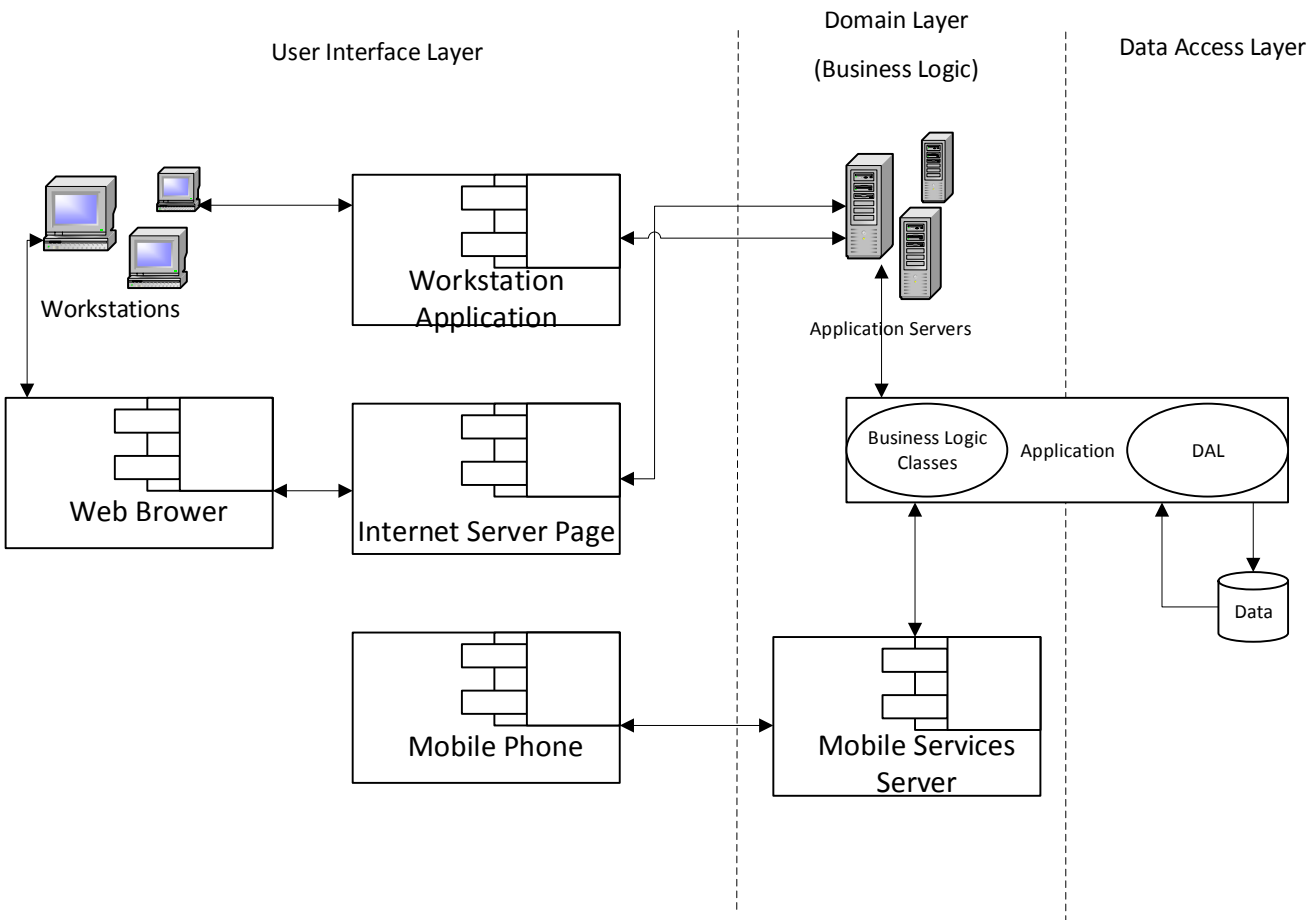 User Interface Layer
Domain Layer
(Business Logic)
Data Access Layer
Workstations
Workstation
Application
Application Servers
Web Brower
Internet Server Page
Business Logic
Classes
Application
DAL
Data
Mobile Phone
Mobile Services
Server